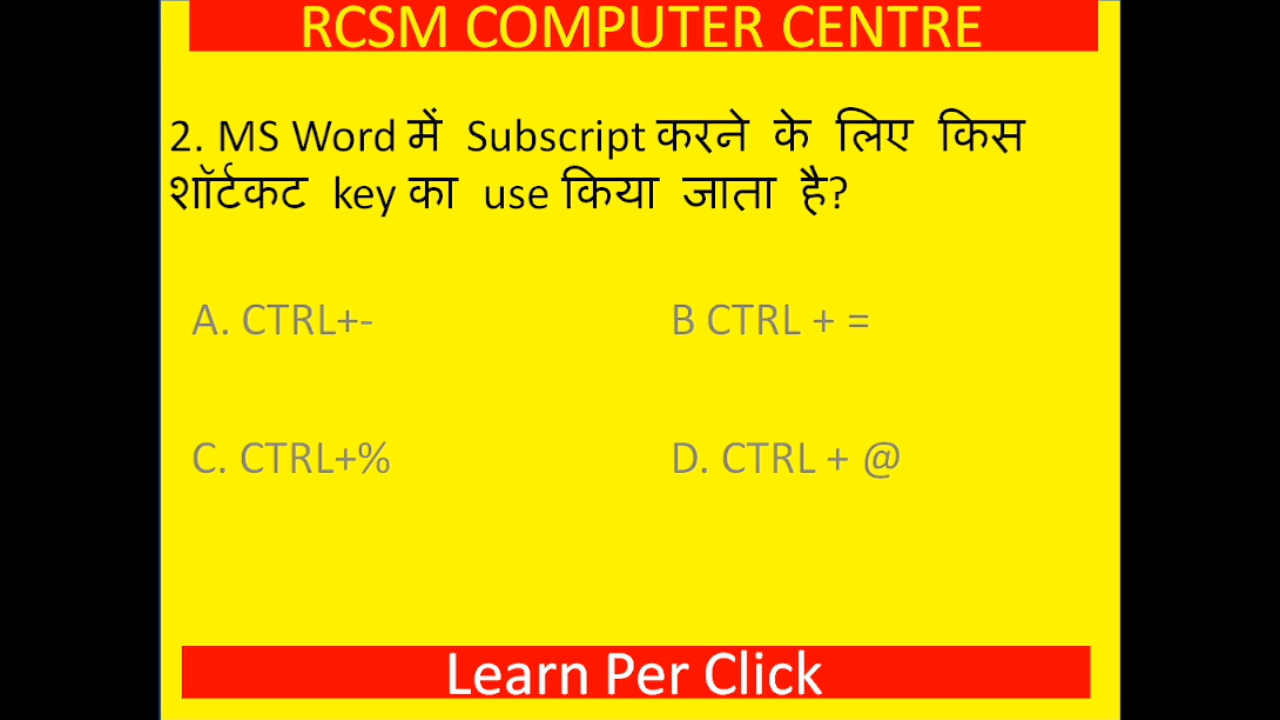 RCSM COMPUTER CENTRE
2. MS Word में Subscript करने के लिए किस
शॉर्टकट key का use किया जाता है?
A. CTRL+- B CTRL + =
C. CTRL+% D. CTRL + @
Learn Per Click